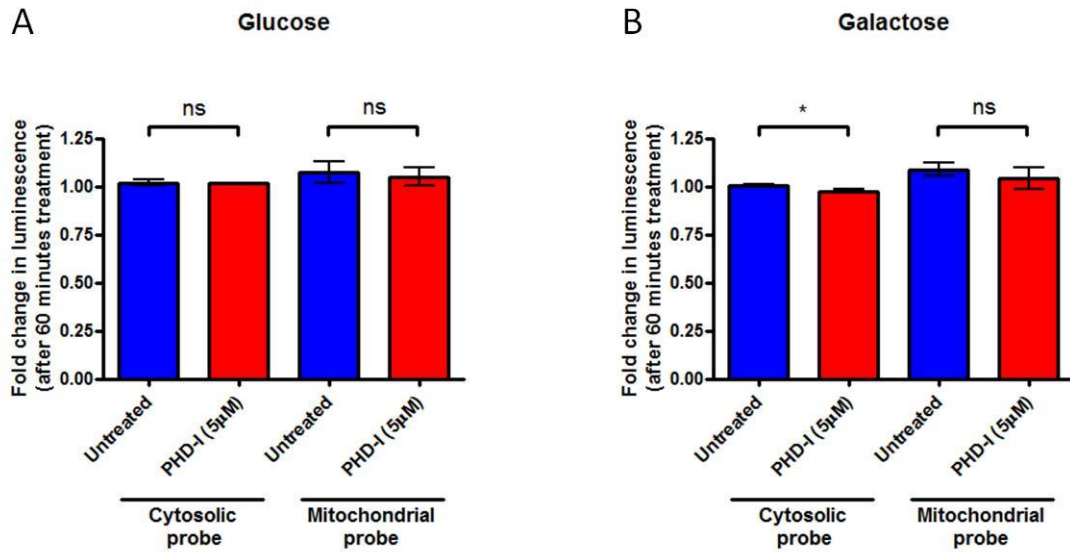 A
Glucose
ns
ns
Fold change in luminescence
(after 60 minutes treatment)
1.25
1.00
0.75
0.50
0.25
0.00
Untreated
PHD-I (5µM)
Untreated
PHD-I (5µM)
Cytosolic
probe
Mitochondrial
probe
B
Galactose
*
ns
Fold change in luminescence
(after 60 minutes treatment)
1.25
1.00
0.75
0.50
0.25
0.00
Untreated
PHD-I (5µM)
Untreated
PHD-I (5µM)
Cytosolic
probe
Mitochondrial
probe